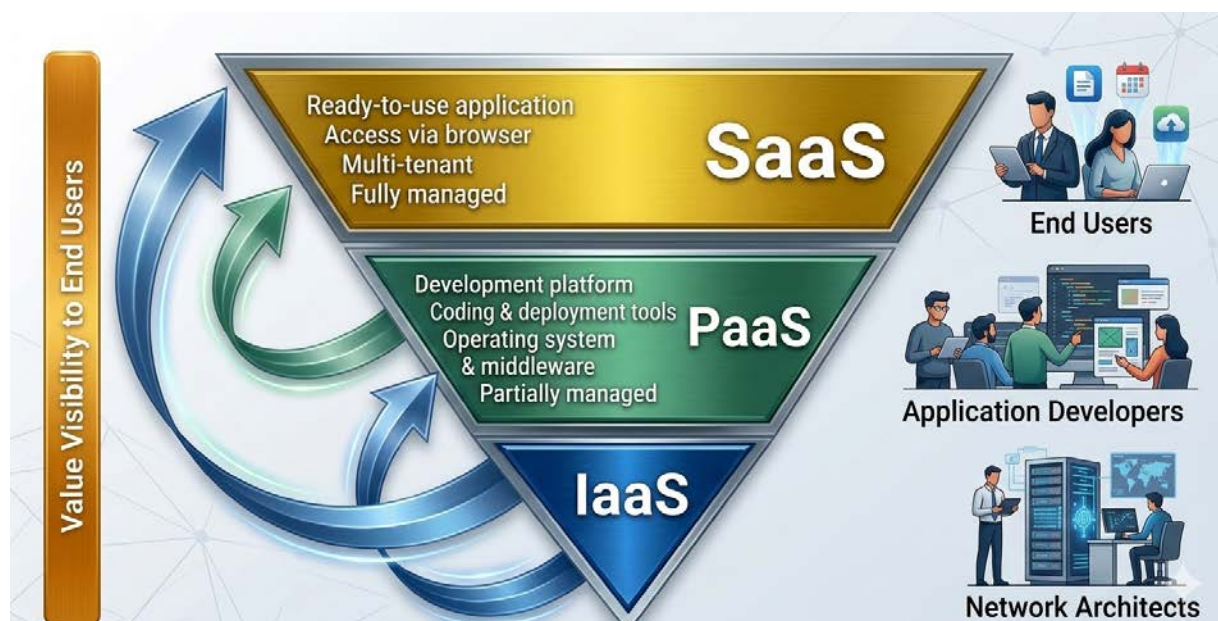 Value Visibility to End Users
Ready-to-use application
Access via browser
Multi-tenant
Fully managed
SaaS
End Users
Development platform
Coding & deployment tools
Operating system
& middleware
Partially managed
PaaS
Application Developers
IaaS
Network Architects